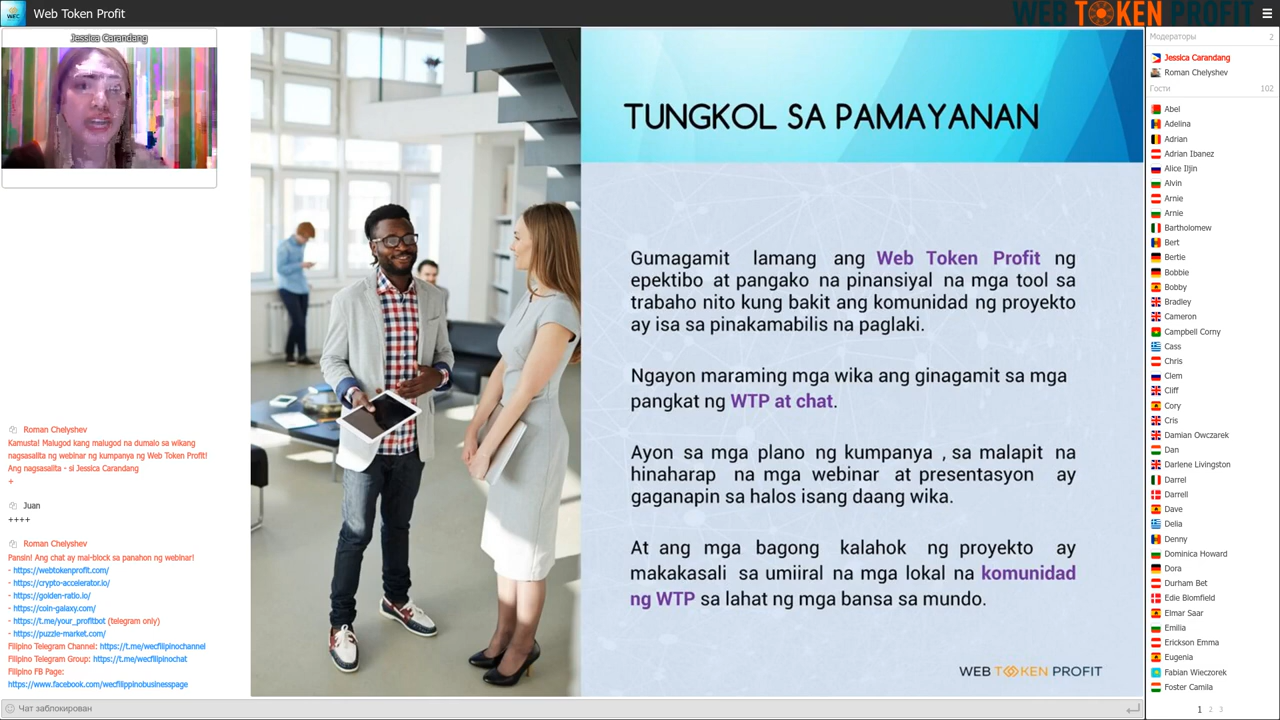 Web Token Profit
WEB TOKEN PROFIT
Jessica Carandang
TUNGKOL SA PAMAYANAN
Gumagamit lamang ang Web Token Profit ng
epektibo at pangako na pinansiyal na mga tool sa
trabaho nito kung bakit ang komunidad ng proyekto
ay isa sa pinakamabilis na paglaki.
Ngayon maraming mga wika ang ginagamit sa mga
pangkat ng WTP at chat.
Ayon sa mga plano ng kumpanya , sa malapit na
hinaharap na mga webinar at presentasyon ay
gaganapin sa halos isang daang wika.
At ang mga bagong kalahok ng proyekto ay
makakasali sa umiiral na mga lokal na komunidad
ng WTP sa lahat ng mga bansa sa mundo.
WEB TOKEN PROFIT
Roman Chelyshev
Kamusta! Malugod kang malugod na dumalo sa wikang
nagsasalita ng webinar ng kumpanya ng Web Token Profit!
Ang nagsasalita - si Jessica Carandang
+
Juan
++++
Roman Chelyshev
Pansin! Ang chat ay mai-block sa panahon ng webinar!
- https://webtokenprofit.com/
- https://crypto-accelerator.io/
- https://golden-ratio.io/
- https://coin-galaxy.com/
- https://t.me/your_profitbot (telegram only)
- https://puzzle-market.com/
Filipino Telegram Channel: https://t.me/wecfilipinochannel
Filipino Telegram Group: https://t.me/wecfilipinochat
Filipino FB Page:
https://www.facebook.com/wecfilippinobusinesspage
Чат заблокирован
Модераторы 2
Jessica Carandang
Roman Chelyshev
Гости 102
Abel
Adelina
Adrian
Adrian Ibanez
Alice Iljin
Alvin
Arnie
Arnie
Bartholomew
Bert
Bertie
Bobbie
Bobby
Bradley
Cameron
Campbell Corny
Cass
Chris
Clem
Cliff
Cory
Cris
Damian Owczarek
Dan
Darlene Livingston
Darrel
Darrell
Dave
Delia
Denny
Dominica Howard
Dora
Durham Bet
Edie Blomfield
Elmar Saar
Emilia
Erickson Emma
Eugenia
Fabian Wieczorek
Foster Camila
1 2 3